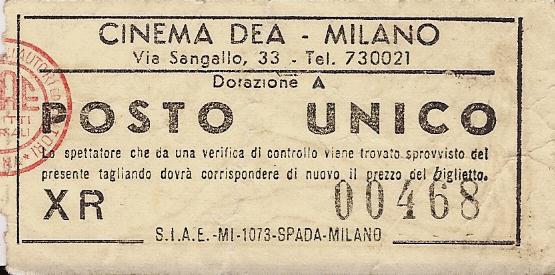 CINEMA DEA - MILANO
Via Sangallo, 33 - Tel. 730021
Dotazione A
POSTO UNICO
Lo spettatore che da una verifica di controllo viene trovato sprovvisto del
presente tagliando dovrà corrispondere di nuovo il prezzo del biglietto.
XR 00468
S.I.A.E.-MI-1073-SPADA-MILANO